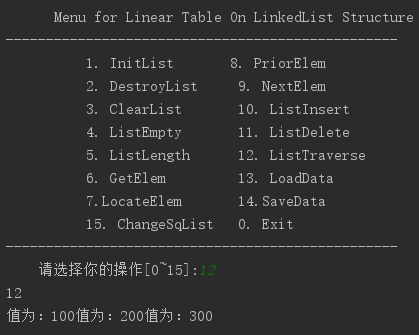 Menu for Linear Table On LinkedList Structure
-------------------------------------------------
1. InitList 8. PriorElem
2. DestroyList 9. NextElem
3. ClearList 10. ListInsert
4. ListEmpty 11. ListDelete
5. ListLength 12. ListTraverse
6. GetElem 13. LoadData
7.LocateElem 14.SaveData
15. ChangeSqList 0. Exit
-------------------------------------------------
请选择你的操作[0~15]:12
12
值为：100值为：200值为：300